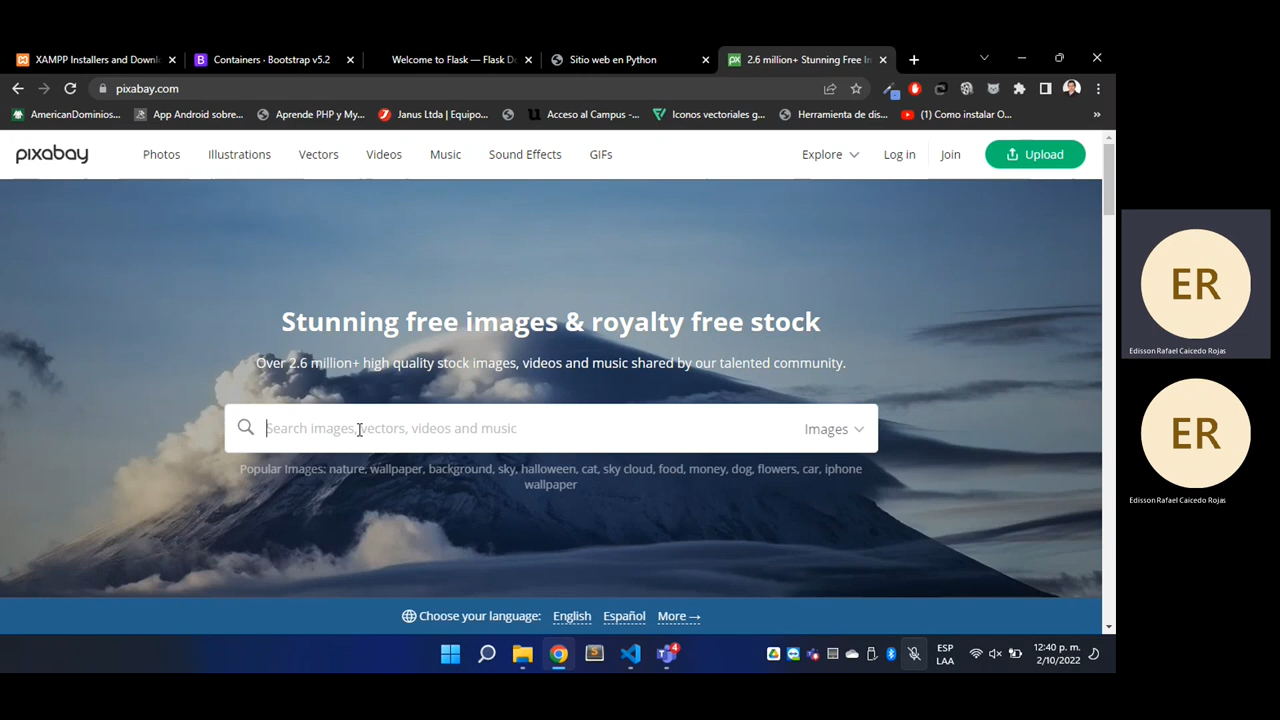 XAMPP Installers and Downl
Containers · Bootstrap v5.2
Welcome to Flask — Flask D
Sitio web en Python
px
2.6 million+ Stunning Free In
pixabay.com
AmericanDominios...
App Android sobre...
Aprende PHP y My...
Janus Ltda | Equipo...
Acceso al Campus -...
Iconos vectoriales g...
Herramienta de dis...
(1) Como instalar O...
»
pixabay
Photos
Illustrations
Vectors
Videos
Music
Sound Effects
GIFs
Explore
Log in
Join
Upload
Stunning free images & royalty free stock
Over 2.6 million+ high quality stock images, videos and music shared by our talented community.
Search images, vectors, videos and music
Images
Popular Images: nature, wallpaper, background, sky, halloween, cat, sky cloud, food, money, dog, flowers, car, iphone
wallpaper
Choose your language: English Español More →
4
ESP
LAA
12:40 p. m.
2/10/2022
ER
Edisson Rafael Caicedo Rojas
ER
Edisson Rafael Caicedo Rojas